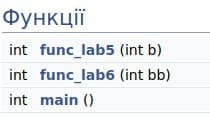 Функції
int func_lab5 (int b)
int func_lab6 (int bb)
int main ()